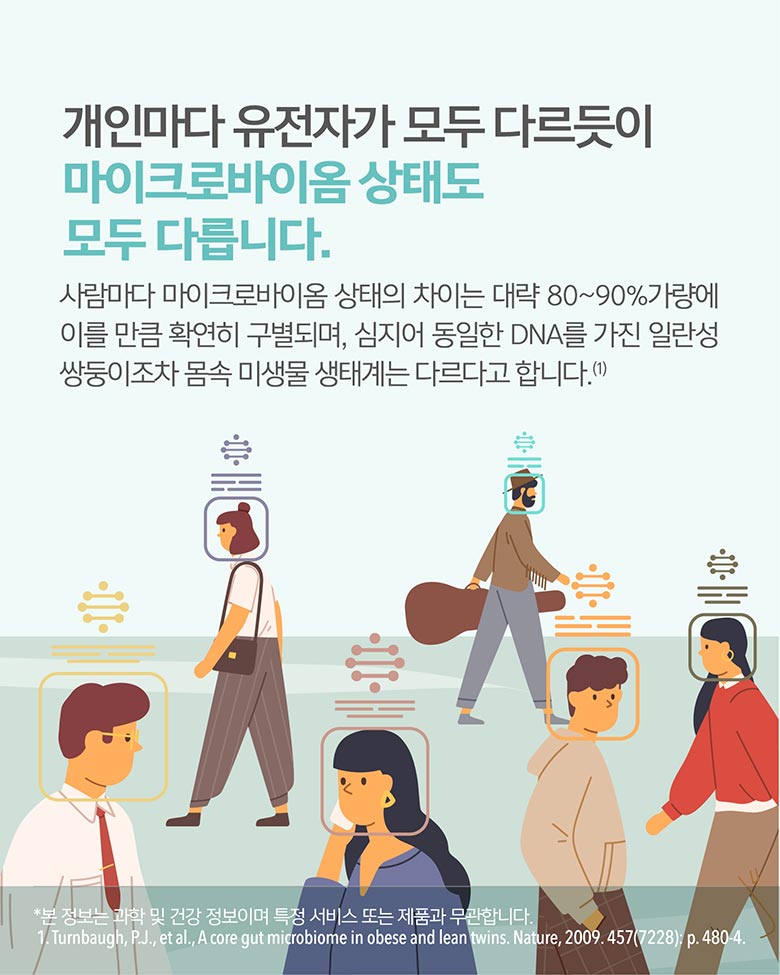 개인마다 유전자가 모두 다르듯이
마이크로바이옴 상태도
모두 다릅니다.
사람마다 마이크로바이옴 상태의 차이는 대략 80~90%가량에
이를 만큼 확연히 구별되며, 심지어 동일한 DNA를 가진 일란성
쌍둥이조차 몸속 미생물 생태계는 다르다고 합니다.(1)
*본 정보는 과학 및 건강 정보이며 특정 서비스 또는 제품과 무관합니다.
1. Turnbaugh, P.J., et al., A core gut microbiome in obese and lean twins. Nature, 2009. 457(7228): p. 480-4.